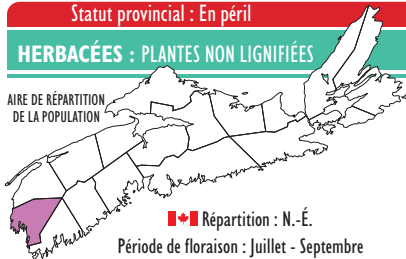 Statut provincial : En péril
HERBACÉES : PLANTES NON LIGNIFIÉES
AIRE DE RÉPARTITION
DE LA POPULATION
Répartition : N.-É.
Période de floraison : Juillet - Septembre